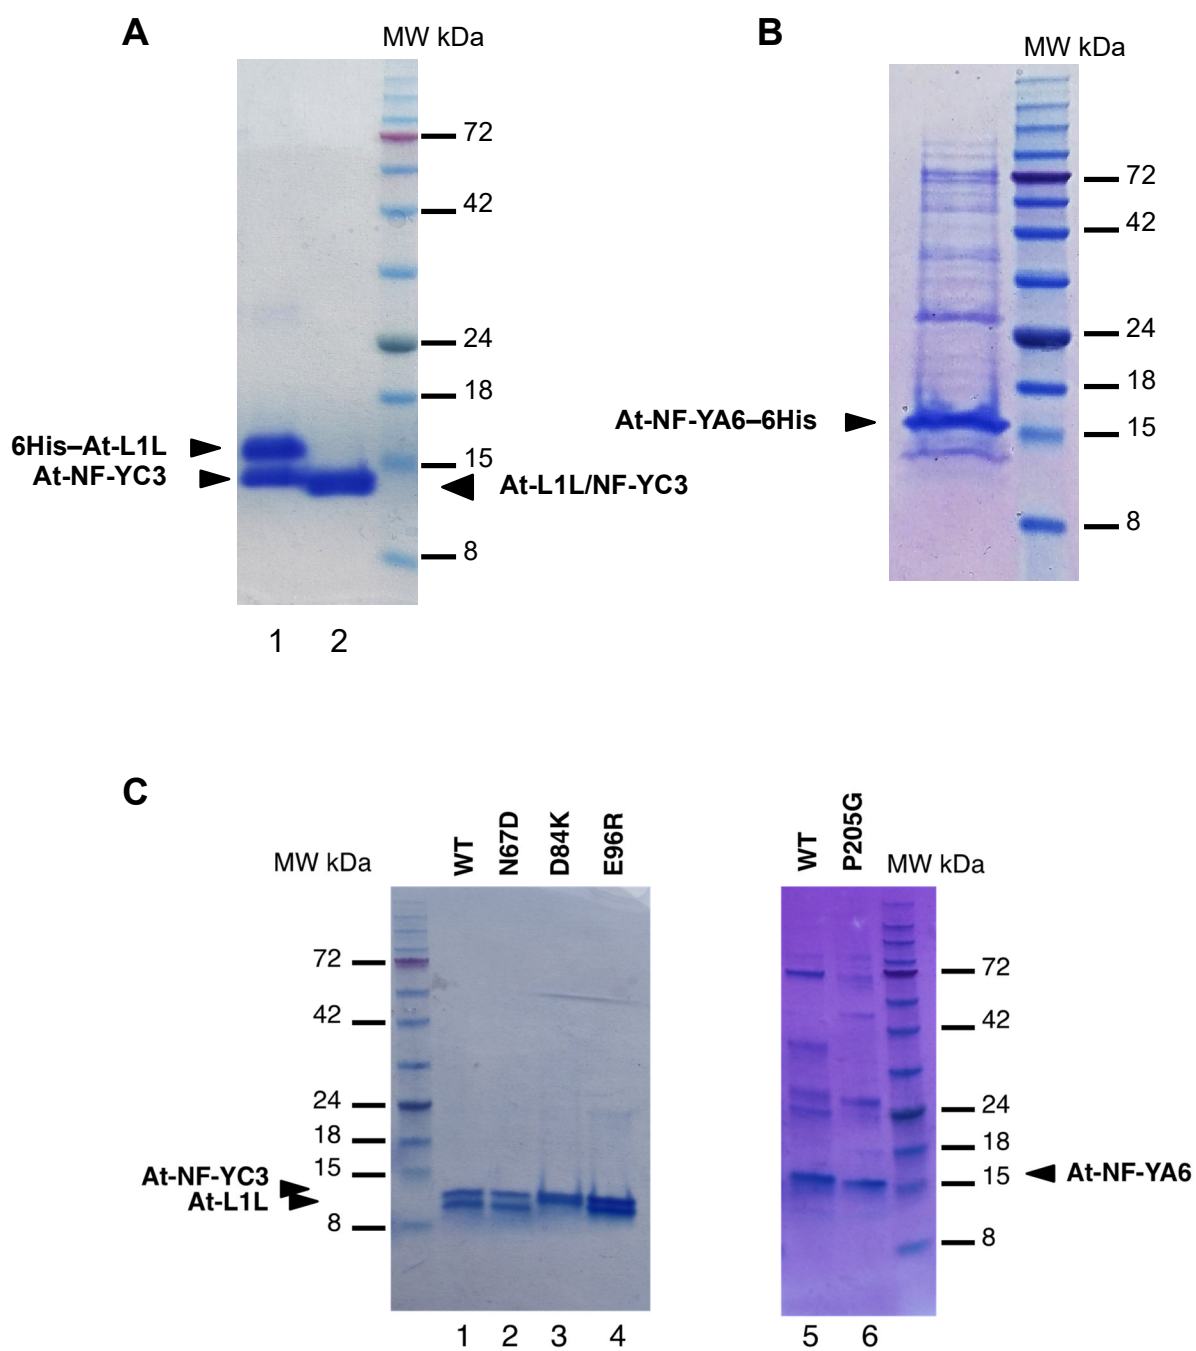 A
MW kDa
72
42
24
18
15
8
6His–At-L1L
At-NF-YC3
At-L1L/NF-YC3
1 2
B
MW kDa
72
42
24
18
15
8
At-NF-YA6–6His
C
MW kDa
WT N67D D84K E96R
72
42
24
18
15
8
At-NF-YC3
At-L1L
1 2 3 4
WT P205G
MW kDa
72
42
24
18
15
8
At-NF-YA6
5 6